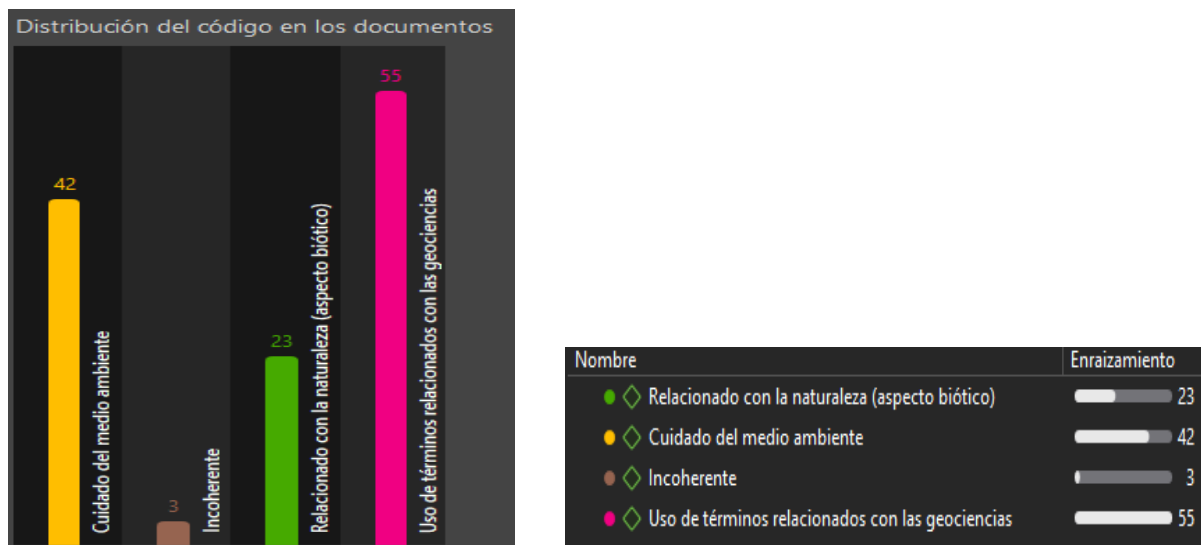 Distribución del código en los documentos
42
Cuidado del medio ambiente
3
Incoherente
23
Relacionado con la naturaleza (aspecto biótico)
55
Uso de términos relacionados con las geociencias
Nombre Enraizamiento
Relacionado con la naturaleza (aspecto biótico) 23
Cuidado del medio ambiente 42
Incoherente 3
Uso de términos relacionados con las geociencias 55